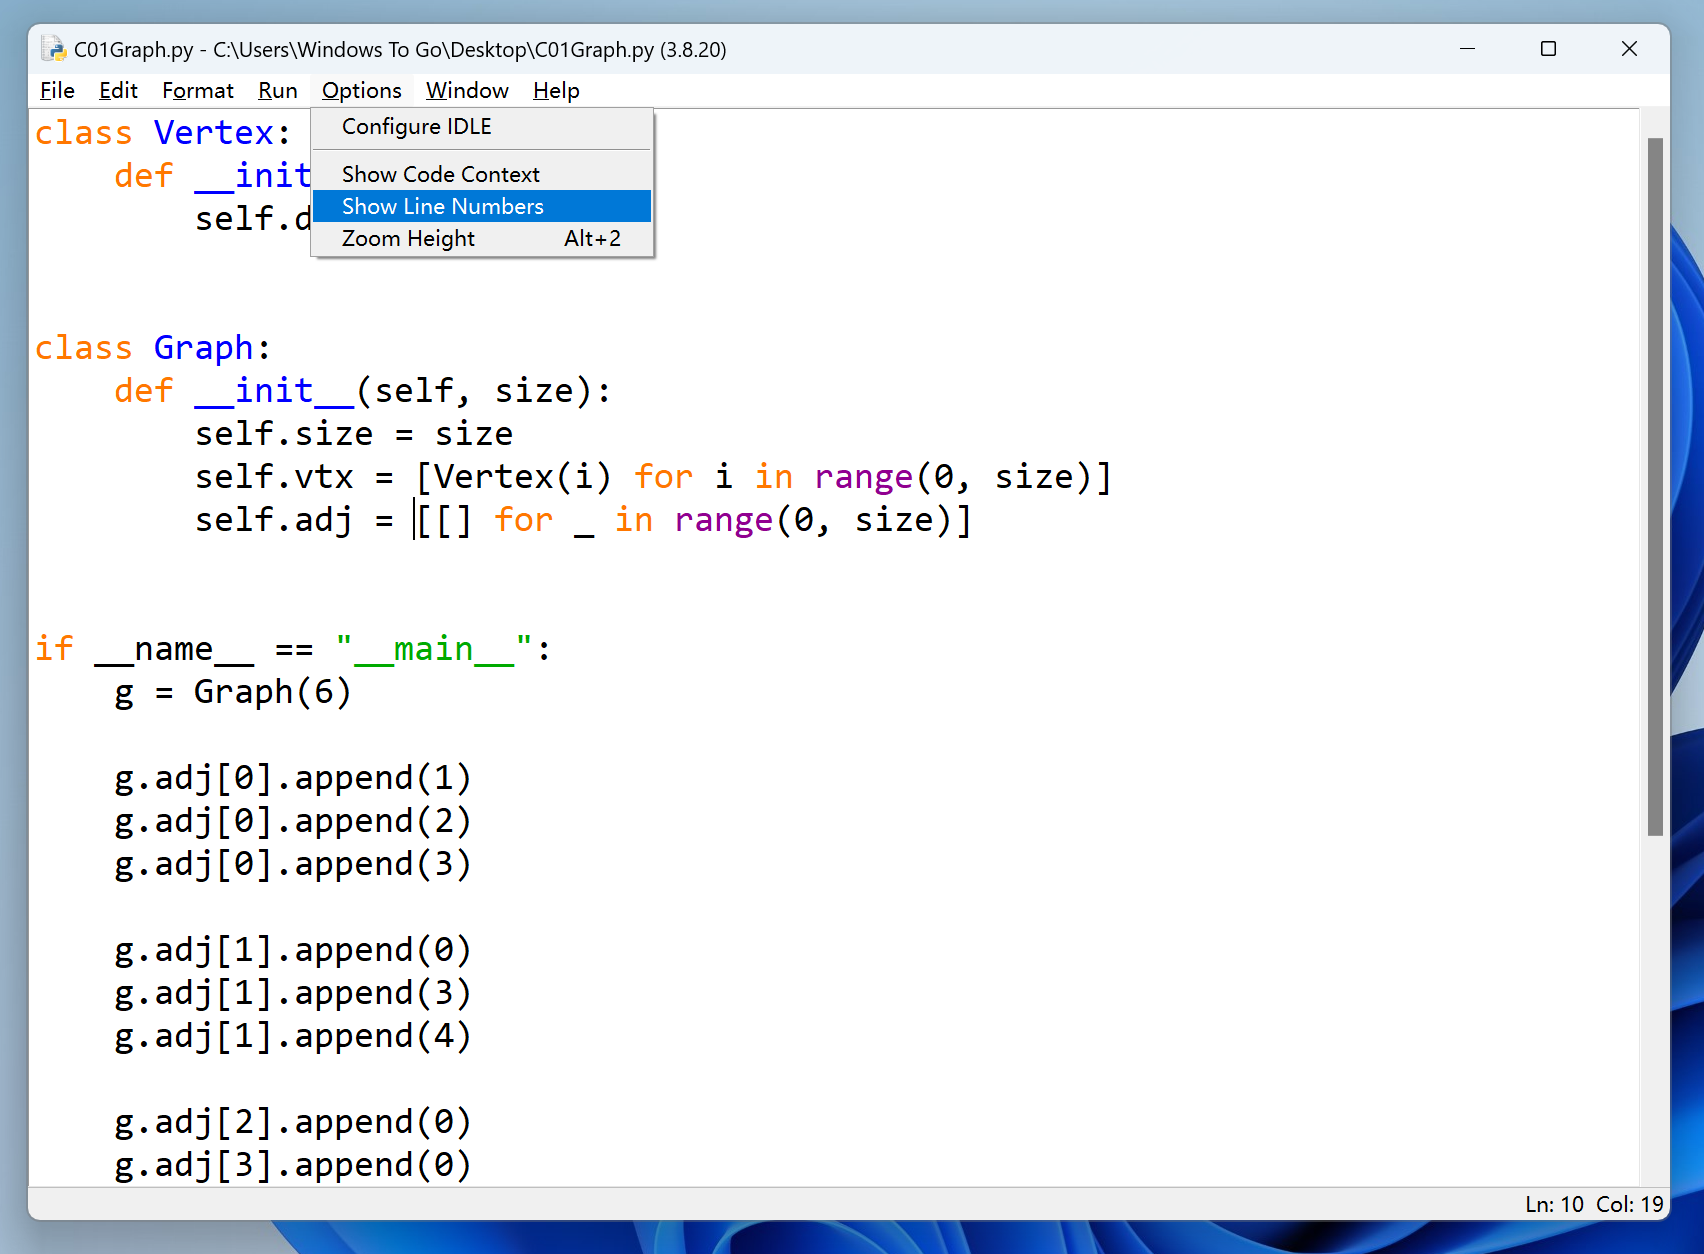 C01Graph.py - C:\Users\Windows To Go\Desktop\C01Graph.py (3.8.20)
File Edit Format Run Options Window Help
Configure IDLE
Show Code Context
Show Line Numbers
Zoom Height Alt+2
class Vertex:
    def __init
        self.d
class Graph:
    def __init__(self, size):
        self.size = size
        self.vtx = [Vertex(i) for i in range(0, size)]
        self.adj = [[] for _ in range(0, size)]
if __name__ == "__main__":
    g = Graph(6)
    g.adj[0].append(1)
    g.adj[0].append(2)
    g.adj[0].append(3)
    g.adj[1].append(0)
    g.adj[1].append(3)
    g.adj[1].append(4)
    g.adj[2].append(0)
    g.adj[3].append(0)
Ln: 10 Col: 19